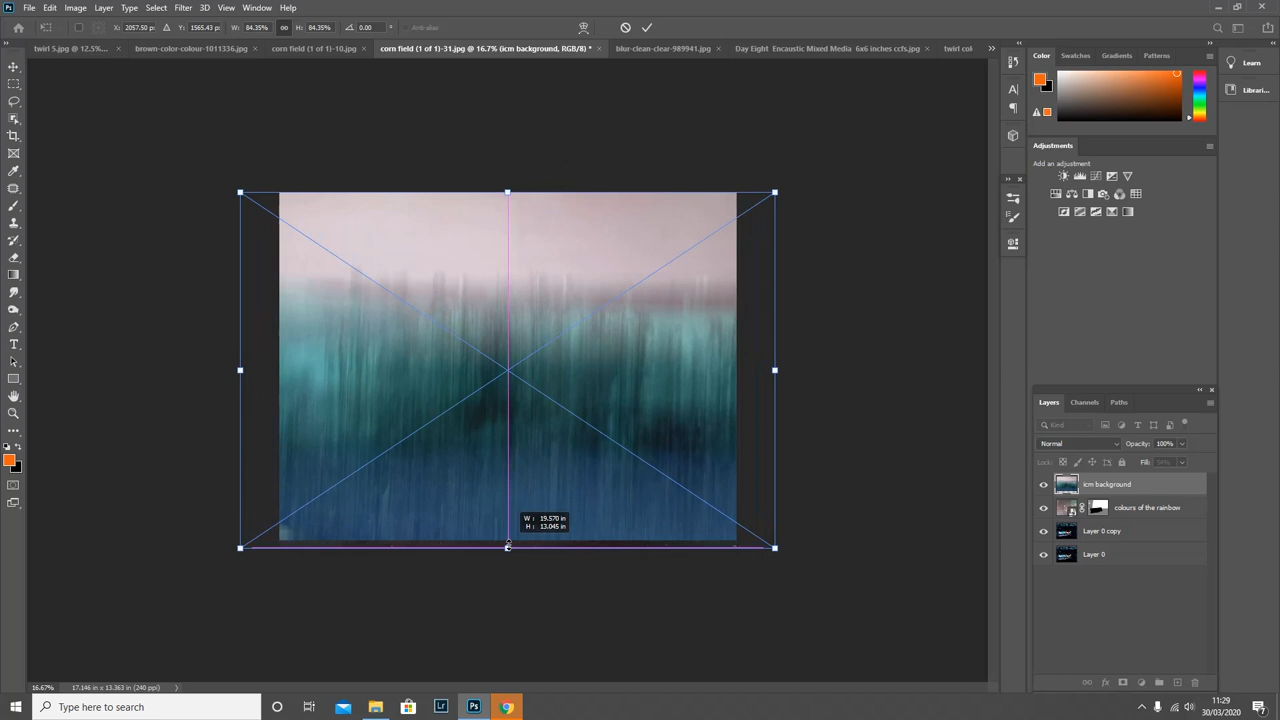 Ps File Edit Image Layer Type Select Filter 3D View Window Help
X: 2057.50 px Y: 1565.43 px W: 84.35% H: 84.35% 0.00 ° Anti-alias
twirl 5.jpg @ 12.5%... × brown-color-colour-1011336.jpg × corn field (1 of 1)-10.jpg × corn field (1 of 1)-31.jpg @ 16.7% (icm background, RGB/8) * × blur-clean-clear-989941.jpg × Day Eight Encaustic Mixed Media 6x6 inches ccfs.jpg × twirl col
Color Swatches Gradients Patterns
Learn
Librari...
Adjustments
Add an adjustment
W : 19.570 in
H : 13.045 in
Layers Channels Paths
Kind
Normal Opacity: 100%
Lock: Fill:
icm background
colours of the rainbow
Layer 0 copy
Layer 0
16.67% 17.146 in x 13.363 in (240 ppi)
Type here to search
Lr Ps
11:29
30/03/2020